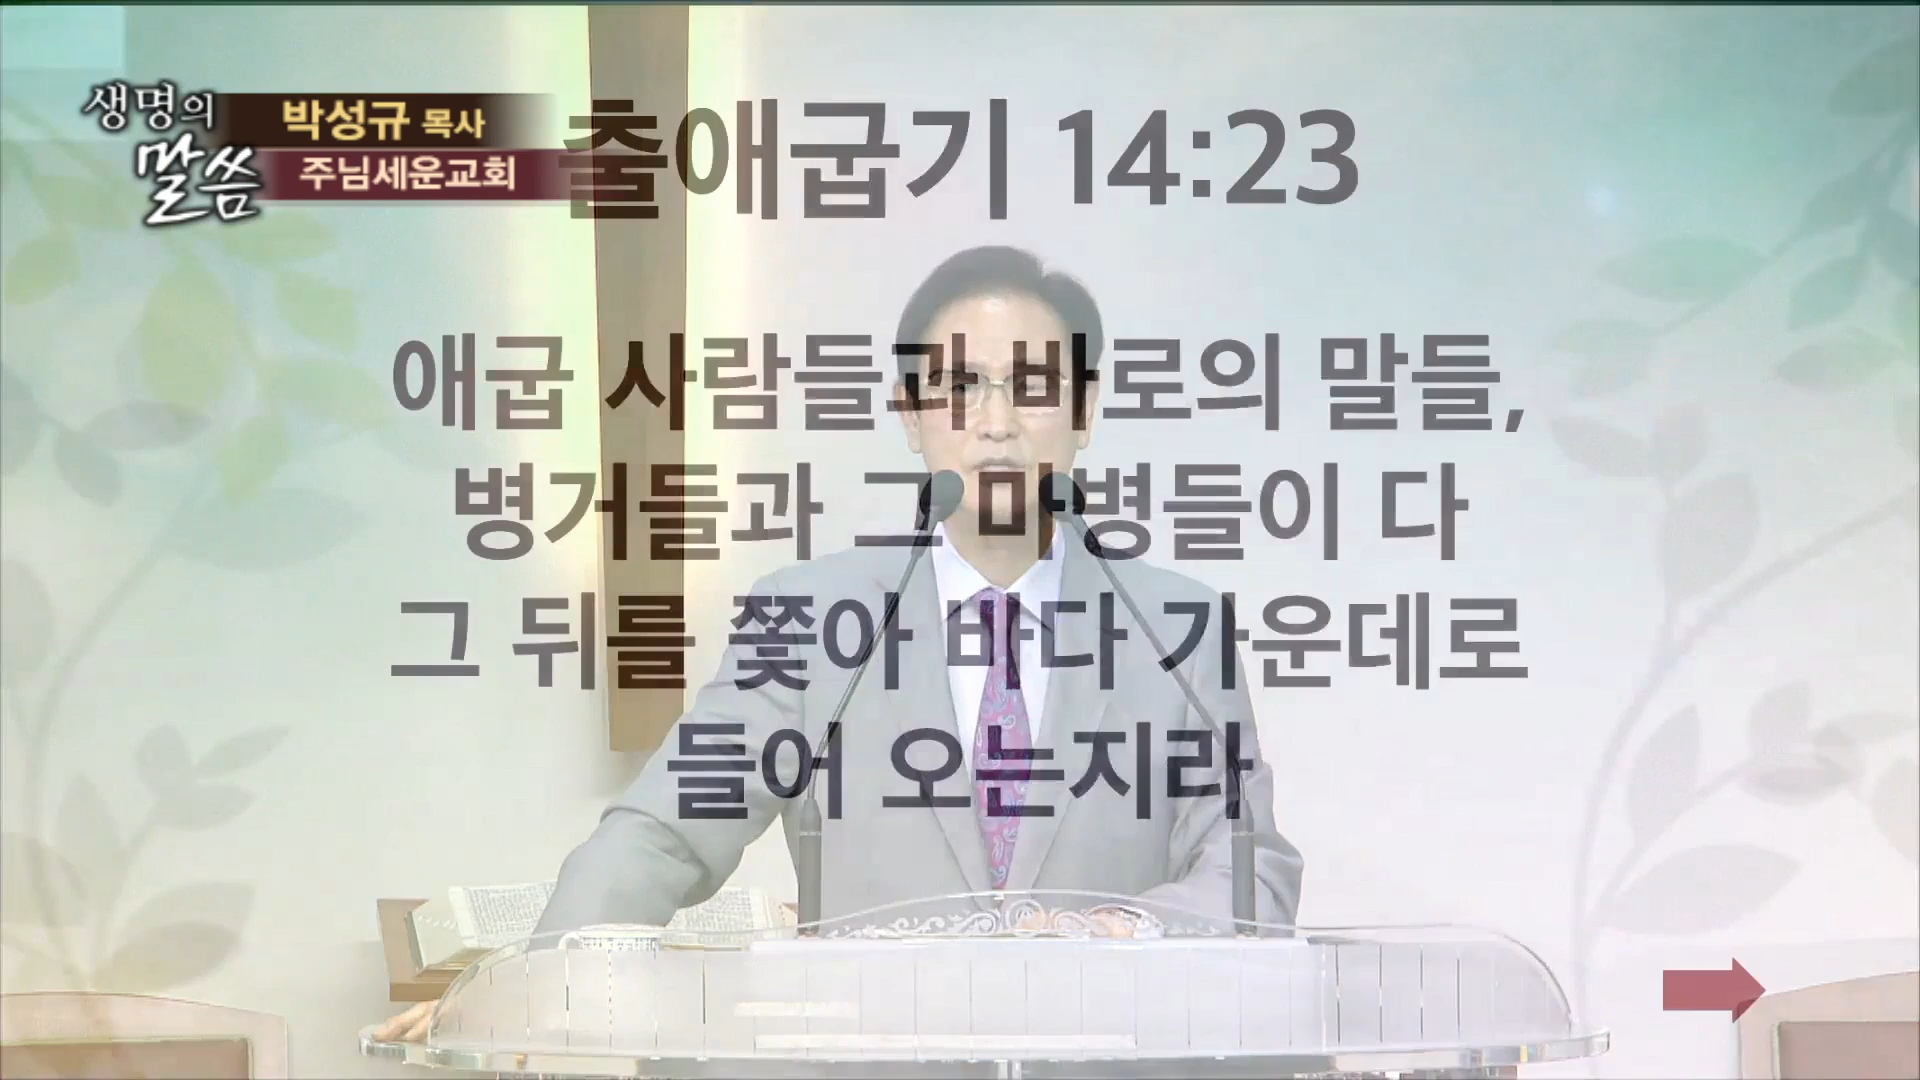 생명의
말씀
박성규 목사
주님세운교회
출애굽기 14:23
애굽 사람들과 바로의 말들,
병거들과 그 마병들이 다
그 뒤를 쫓아 바다 가운데로
들어 오는지라